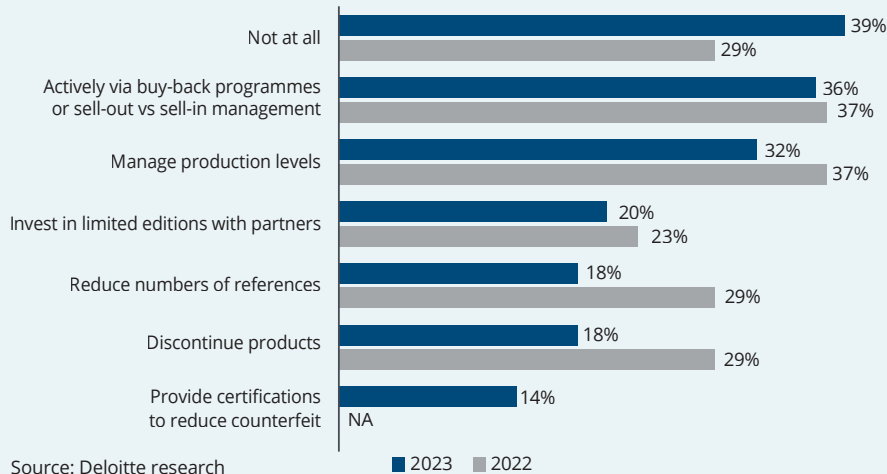 Not at all
39%
29%
Actively via buy-back programmes
or sell-out vs sell-in management
36%
37%
Manage production levels
32%
37%
Invest in limited editions with partners
20%
23%
Reduce numbers of references
18%
29%
Discontinue products
18%
29%
Provide certifications
to reduce counterfeit
14%
NA
Source: Deloitte research
2023
2022